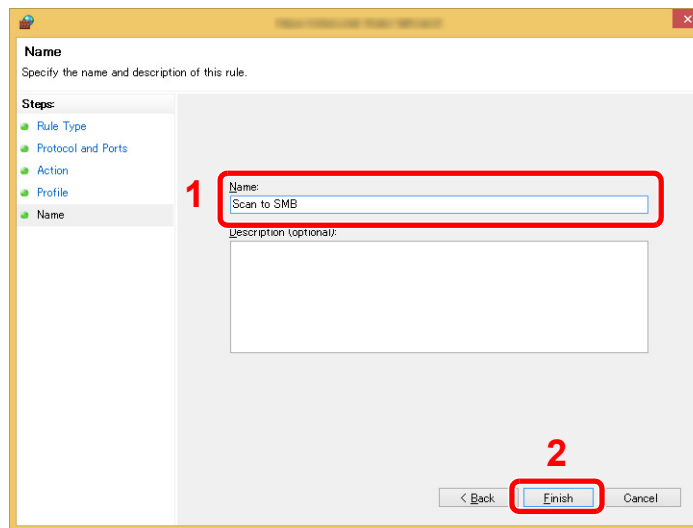 Name
Specify the name and description of this rule.
Steps:
Rule Type
Protocol and Ports
Action
Profile
Name
1
Name:
Scan to SMB
Description (optional):
2
< Back
Finish
Cancel